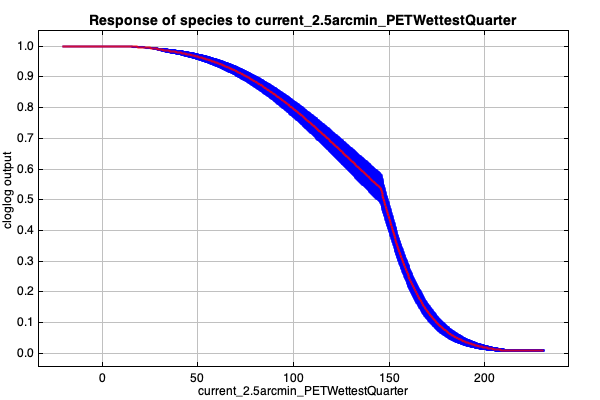 Response of species to current_2.5arcmin_PETWettestQuarter
cloglog output
1.0
0.9
0.8
0.7
0.6
0.5
0.4
0.3
0.2
0.1
0.0
0 50 100 150 200
current_2.5arcmin_PETWettestQuarter